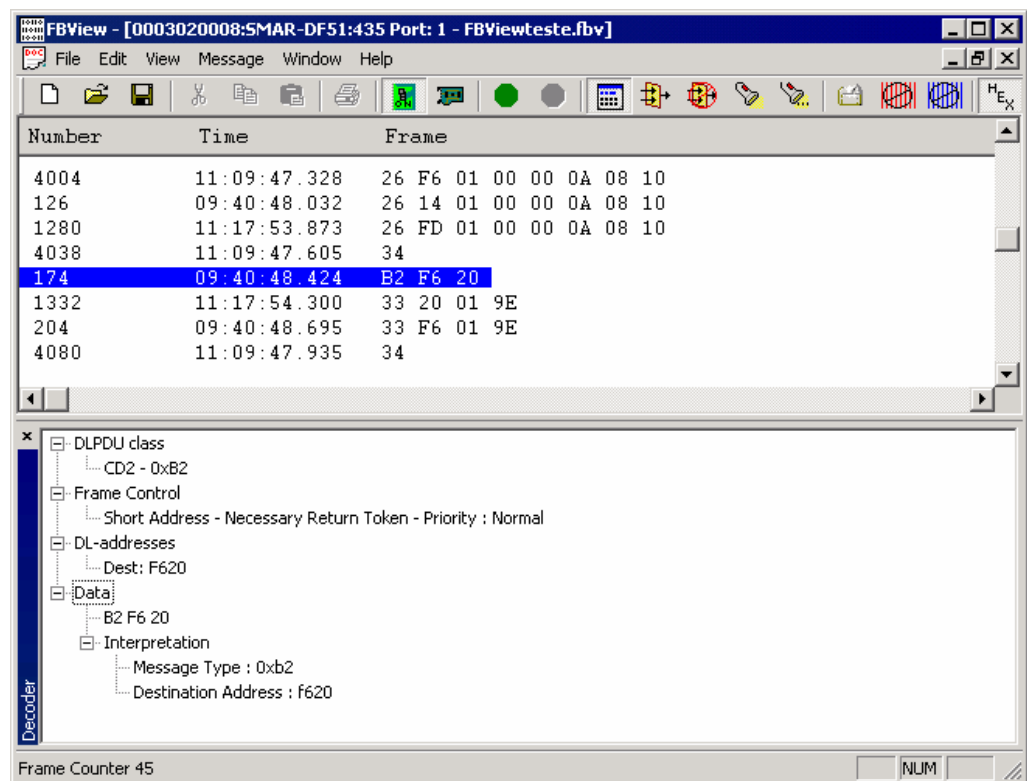 FBView - [0003020008:SMAR-DF51:435 Port: 1 - FBViewteste.fbv]
DOC File Edit View Message Window Help
HEX
Number Time Frame
4004 11:09:47.328 26 F6 01 00 00 0A 08 10
126 09:40:48.032 26 14 01 00 00 0A 08 10
1280 11:17:53.873 26 FD 01 00 00 0A 08 10
4038 11:09:47.605 34
174 09:40:48.424 B2 F6 20
1332 11:17:54.300 33 20 01 9E
204 09:40:48.695 33 F6 01 9E
4080 11:09:47.935 34
DLPDU class
CD2 - 0xB2
Frame Control
Short Address - Necessary Return Token - Priority : Normal
DL-addresses
Dest: F620
Data
B2 F6 20
Interpretation
Message Type : 0xb2
Destination Address : f620
Decoder
Frame Counter 45 NUM